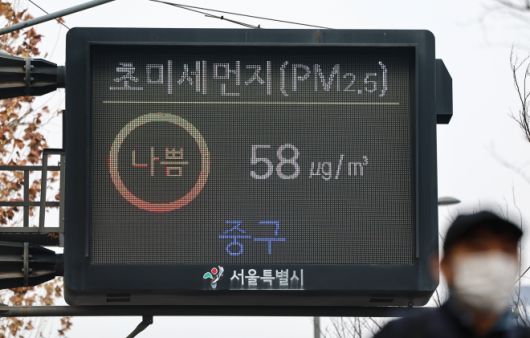 초미세먼지(PM2.5)
나쁨 58 μg/m³
중구
서울특별시